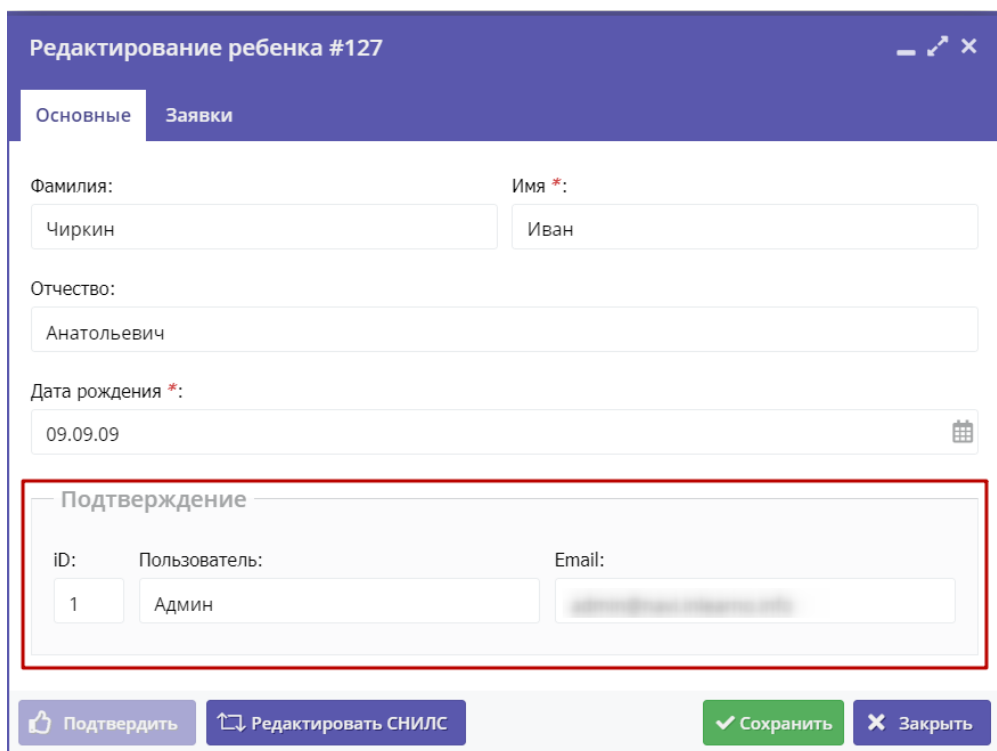 Редактирование ребенка #127
Основные Заявки
Фамилия: Имя *:
Чиркин Иван
Отчество:
Анатольевич
Дата рождения *:
09.09.09
Подтверждение
iD: Пользователь: Email:
1 Админ
Подтвердить Редактировать СНИЛС Сохранить Закрыть